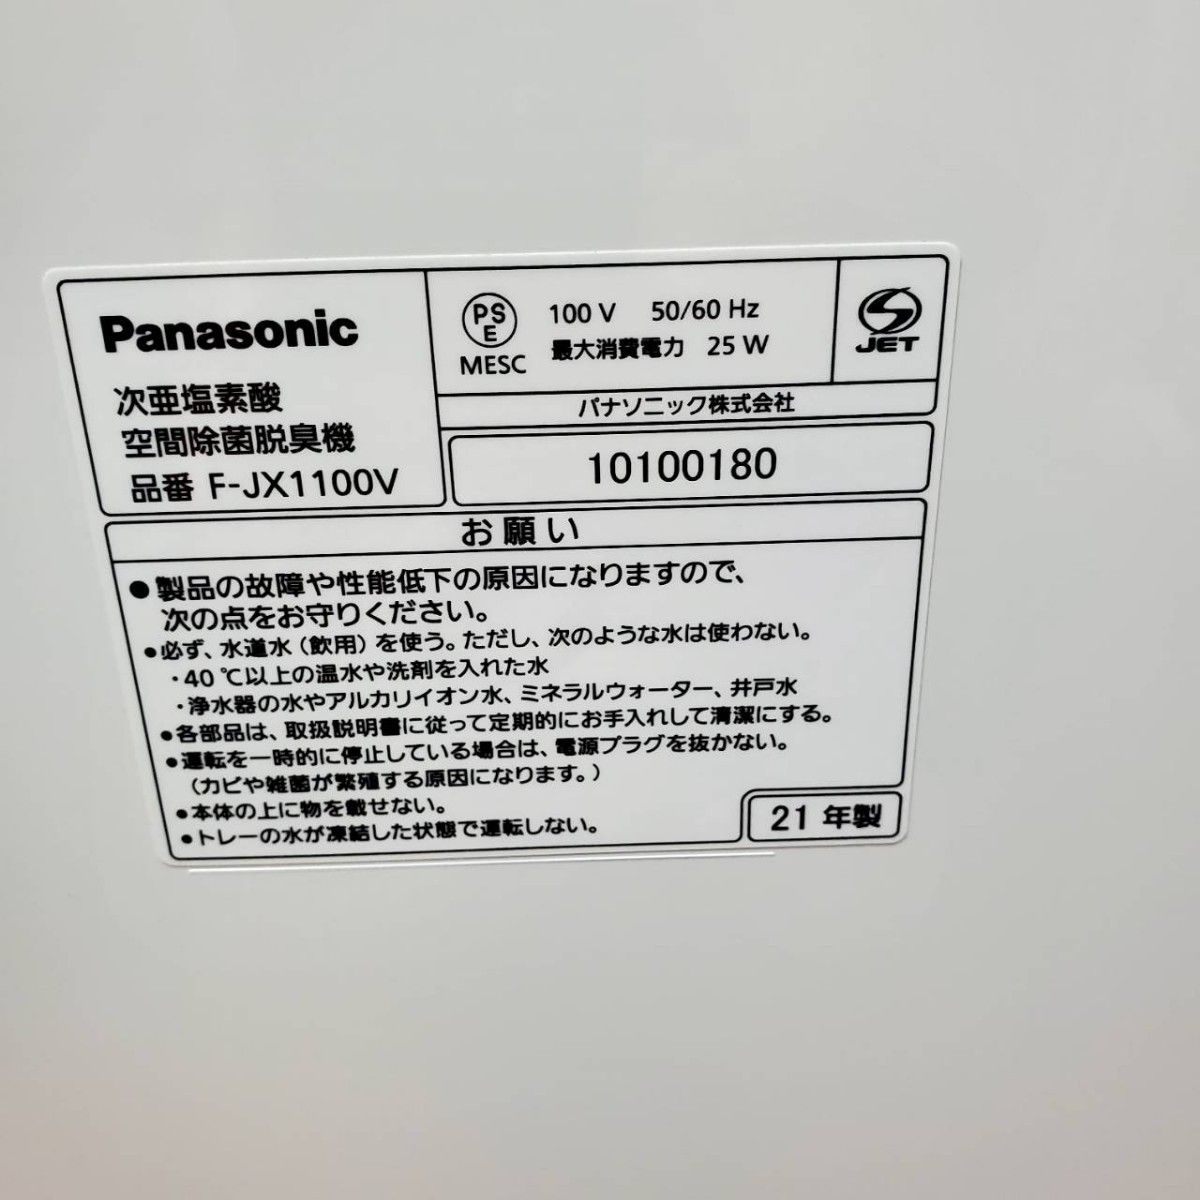 Panasonic
次亜塩素酸
空間除菌脱臭機
品番 F-JX1100V
PSE
MESC
100 V 50/60 Hz
最大消費電力 25 W
JET
パナソニック株式会社
10100180
お願い
●製品の故障や性能低下の原因になりますので、
次の点をお守りください。
●必ず、水道水（飲用）を使う。ただし、次のような水は使わない。
・40 ℃以上の温水や洗剤を入れた水
・浄水器の水やアルカリイオン水、ミネラルウォーター、井戸水
●各部品は、取扱説明書に従って定期的にお手入れして清潔にする。
●運転を一時的に停止している場合は、電源プラグを抜かない。
（カビや雑菌が繁殖する原因になります。）
●本体の上に物を載せない。
●トレーの水が凍結した状態で運転しない。
21 年製